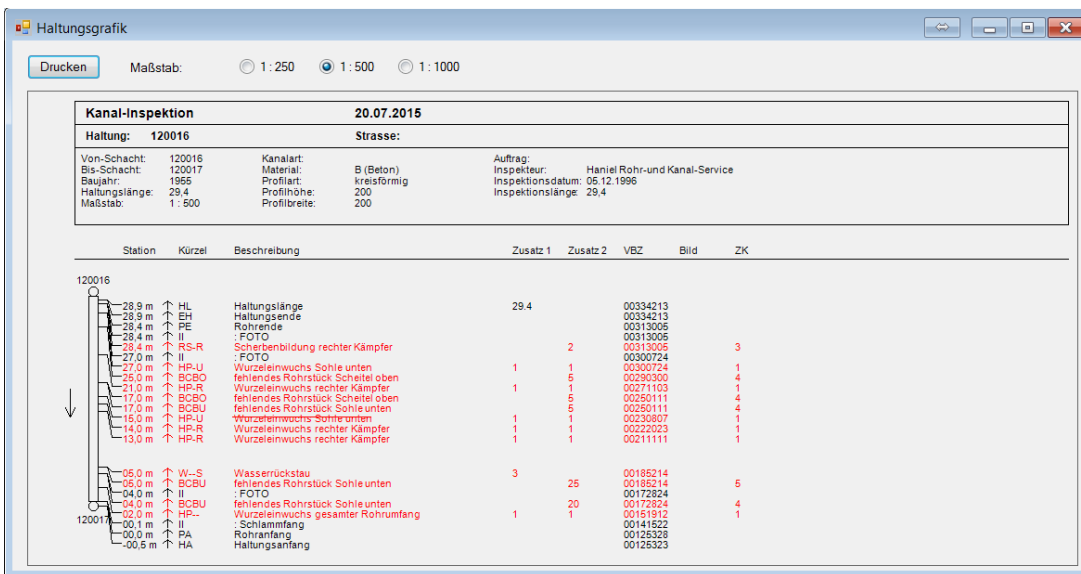 Haltungsgrafik
Drucken Maßstab: 1 : 250 1 : 500 1 : 1000
Kanal-Inspektion 20.07.2015
Haltung: 120016 Strasse:
Von-Schacht: 120016 Kanalart: Auftrag:
Bis-Schacht: 120017 Material: B (Beton) Inspekteur: Haniel Rohr-und Kanal-Service
Baujahr: 1955 Profilart: kreisförmig Inspektionsdatum: 05.12.1996
Haltungslänge: 29,4 Profilhöhe: 200 Inspektionslänge: 29,4
Maßstab: 1 : 500 Profilbreite: 200
Station Kürzel Beschreibung Zusatz 1 Zusatz 2 VBZ Bild ZK
120016
28,9 m ↑ HL Haltungslänge 29.4 00334213
28,9 m ↑ EH Haltungsende 00334213
28,4 m ↑ PE Rohrende 00313005
28,4 m ↑ II : FOTO 00313005
28,4 m ↑ RS-R Scherbenbildung rechter Kämpfer 2 00313005 3
27,0 m ↑ II : FOTO 00300724
27,0 m ↑ HP-U Wurzeleinwuchs Sohle unten 1 1 00300724 1
25,0 m ↑ BCBO fehlendes Rohrstück Scheitel oben 5 00290300 4
21,0 m ↑ HP-R Wurzeleinwuchs rechter Kämpfer 1 1 00271103 1
17,0 m ↑ BCBO fehlendes Rohrstück Scheitel oben 5 00250111 4
17,0 m ↑ BCBU fehlendes Rohrstück Sohle unten 5 00250111 4
15,0 m ↑ HP-U Wurzeleinwuchs Sohle unten 1 1 00230807 1
14,0 m ↑ HP-R Wurzeleinwuchs rechter Kämpfer 1 1 00222023 1
13,0 m ↑ HP-R Wurzeleinwuchs rechter Kämpfer 1 1 00211111 1
05,0 m ↑ W--S Wasserrückstau 3 00185214
05,0 m ↑ BCBU fehlendes Rohrstück Sohle unten 25 00185214 5
04,0 m ↑ II : FOTO 00172824
04,0 m ↑ BCBU fehlendes Rohrstück Sohle unten 20 00172824 4
02,0 m ↑ HP-- Wurzeleinwuchs gesamter Rohrumfang 1 1 00151912 1
120017
00,1 m ↑ II : Schlammfang 00141522
00,0 m ↑ PA Rohranfang 00125328
-00,5 m ↑ HA Haltungsanfang 00125323